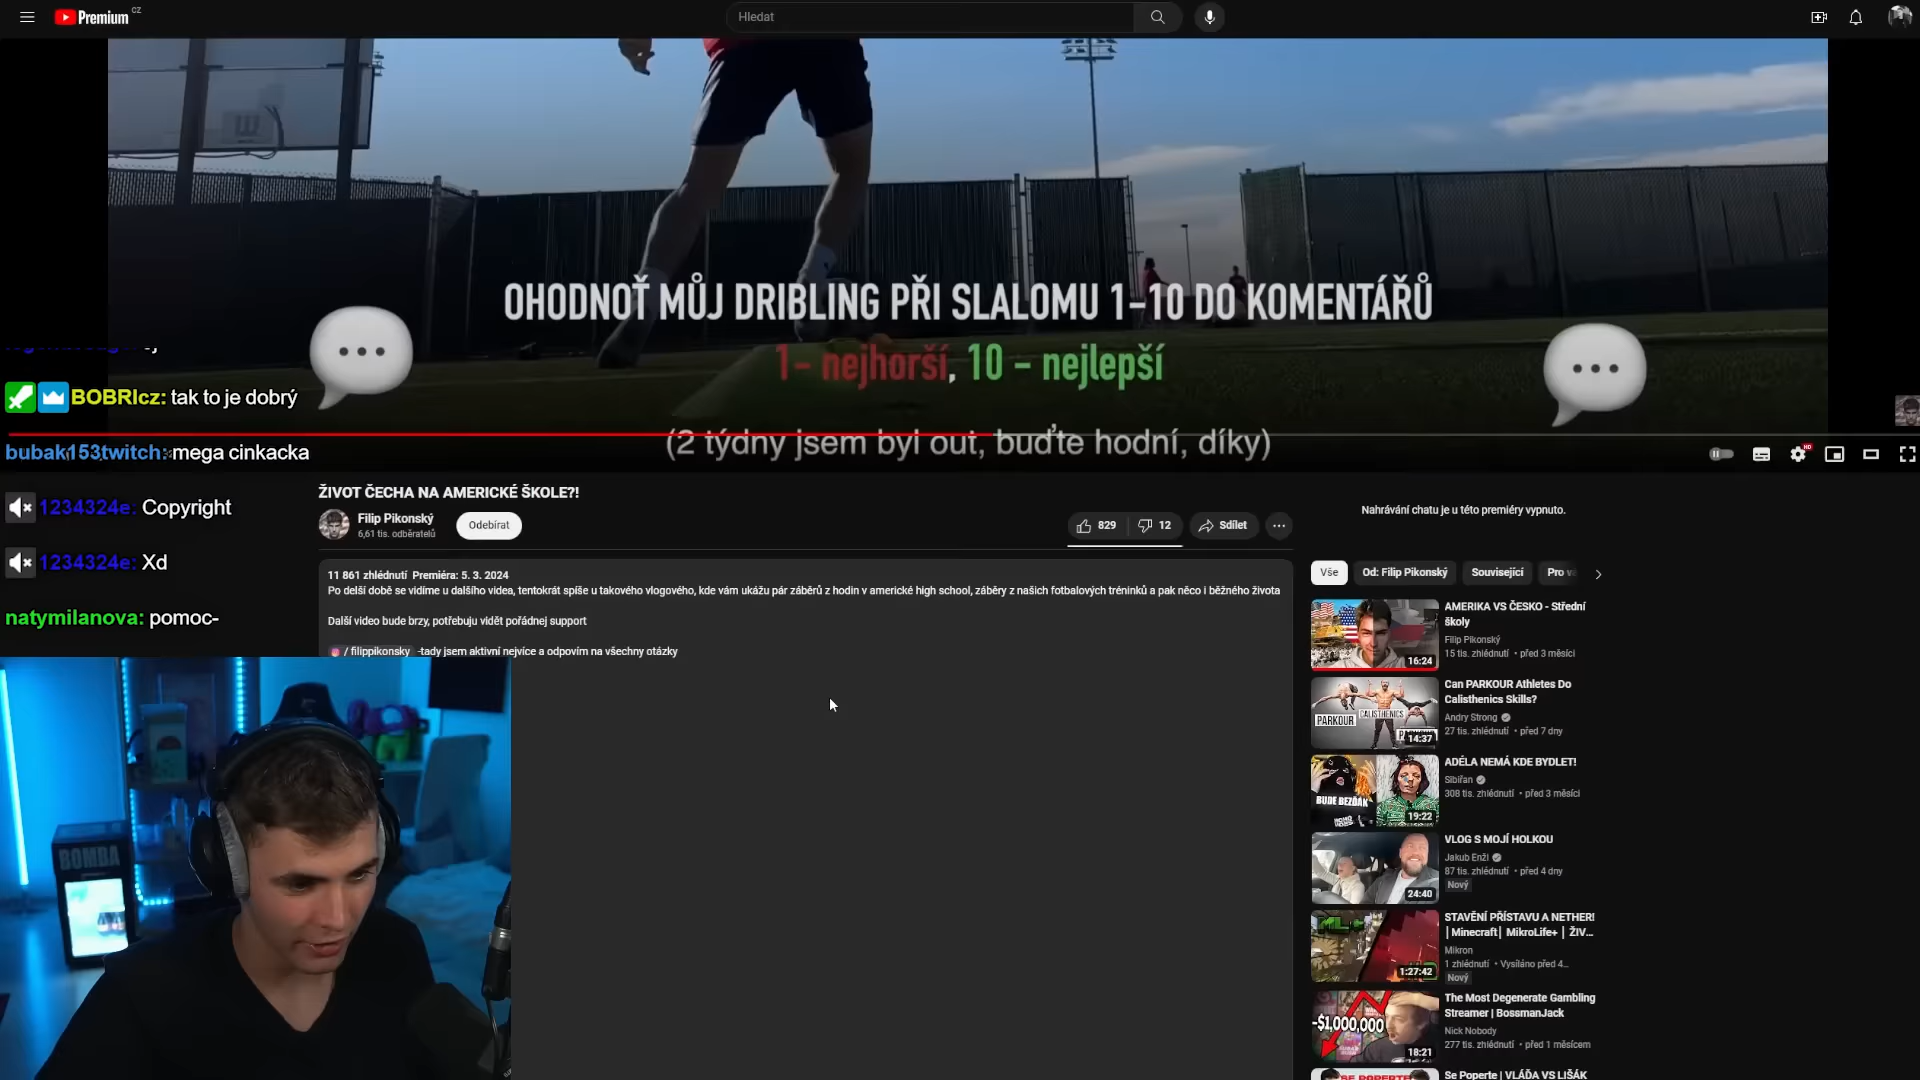 Premium CZ
Hledat
OHODNOŤ MŮJ DRIBLING PŘI SLALOMU 1-10 DO KOMENTÁŘŮ
1- nejhorší, 10 - nejlepší
(2 týdny jsem byl out, buďte hodní, díky)
BOBRIcz: tak to je dobrý
bubak153twitch: mega cinkacka
1234324e: Copyright
1234324e: Xd
natymilanova: pomoc-
ŽIVOT ČECHA NA AMERICKÉ ŠKOLE?!
Filip Pikonský
6,61 tis. odběratelů
Odebírat
829
12
Sdílet
11 861 zhlédnutí Premiéra: 5. 3. 2024
Po delší době se vidíme u dalšího videa, tentokrát spíše u takového vlogového, kde vám ukážu pár záběrů z hodin v americké high school, záběry z našich fotbalových tréninků a pak něco i běžného života
Další video bude brzy, potřebuju vidět pořádnej support
/ filippikonsky -tady jsem aktivní nejvíce a odpovím na všechny otázky
BOMBA
Nahrávání chatu je u této premiéry vypnuto.
Vše
Od: Filip Pikonský
Související
Pro v
16:24
AMERIKA VS ČESKO - Střední
školy
Filip Pikonský
15 tis. zhlédnutí • před 3 měsíci
PARKOUR
CALISTHENICS
14:37
Can PARKOUR Athletes Do
Calisthenics Skills?
Andry Strong
27 tis. zhlédnutí • před 7 dny
BUDE BEZĎÁK
19:22
ADÉLA NEMÁ KDE BYDLET!
Sibiřan
308 tis. zhlédnutí • před 3 měsíci
24:40
VLOG S MOJÍ HOLKOU
Jakub Enži
87 tis. zhlédnutí • před 4 dny
Nový
ML+
1:27:42
STAVĚNÍ PŘÍSTAVU A NETHER!
| Minecraft | MikroLife+ | ŽIV...
Mikron
1 zhlédnutí • Vysíláno před 4...
Nový
-$1,000,000
18:21
The Most Degenerate Gambling
Streamer | BossmanJack
Nick Nobody
277 tis. zhlédnutí • před 1 měsícem
Se Poperte | VLÁĎA VS LIŠÁK